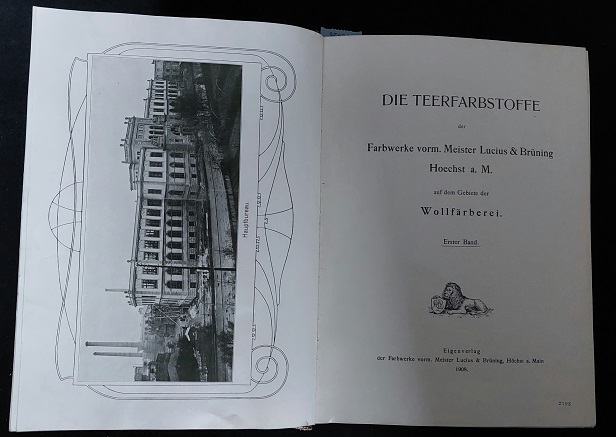 Hauptbureau
DIE TEERFARBSTOFFE
der
Farbwerke vorm. Meister Lucius & Brüning
Hoechst a. M.
auf dem Gebiete der
Wollfärberei.
Erster Band.
Eigenverlag
der Farbwerke vorm. Meister Lucius & Brüning, Höchst a. Main
1908.